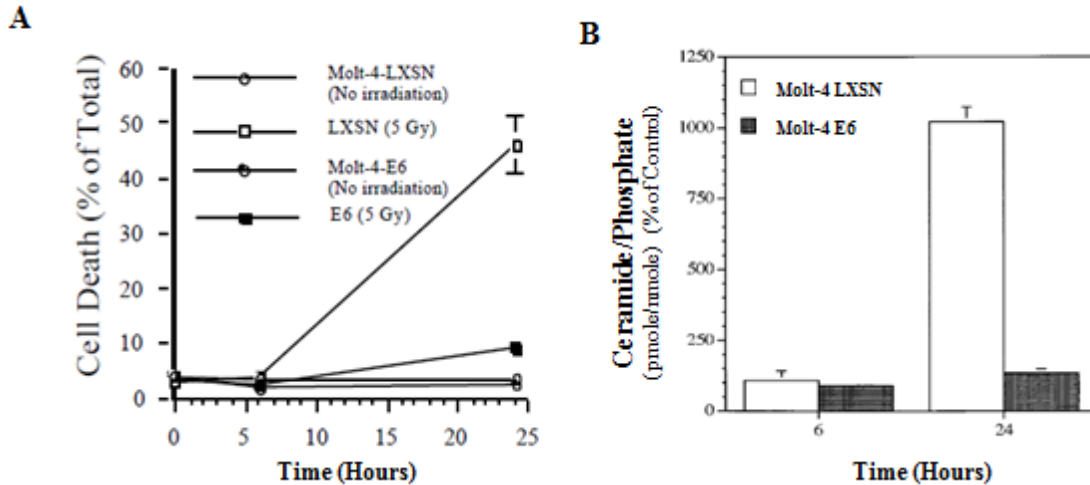 A
Cell Death (% of Total)
60
50
40
30
20
10
0
Molt-4-LXSN
(No irradiation)
LXSN (5 Gy)
Molt-4-E6
(No irradiation)
E6 (5 Gy)
0
5
10
15
20
25
Time (Hours)
B
Ceramide/Phosphate
(pmole/nmole) (% of Control)
1250
1000
750
500
250
0
Molt-4 LXSN
Molt-4 E6
6
24
Time (Hours)